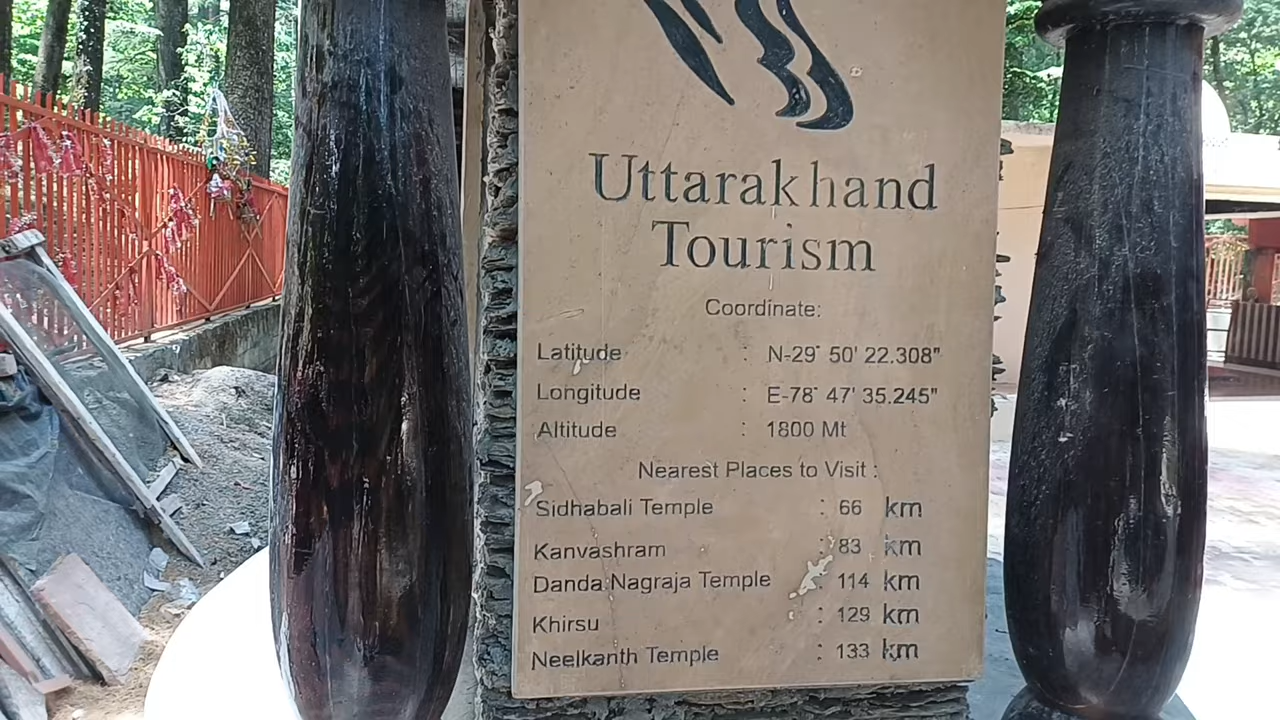 Uttarakhand
Tourism
Coordinate:
Latitude : N-29° 50' 22.308"
Longitude : E-78° 47' 35.245"
Altitude : 1800 Mt
Nearest Places to Visit :
Sidhabali Temple : 66 km
Kanvashram : 83 km
Danda Nagraja Temple : 114 km
Khirsu : 129 km
Neelkanth Temple : 133 km